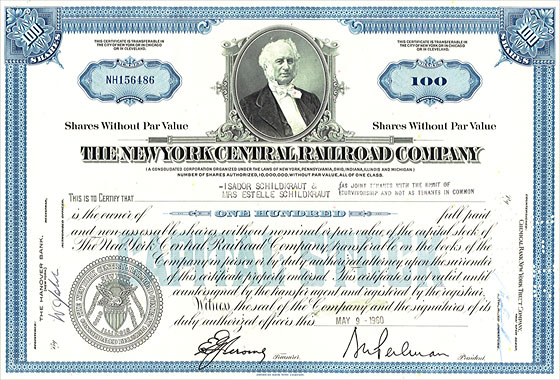 100 SHARES
100 SHARES
THIS CERTIFICATE IS TRANSFERABLE IN
THE CITY OF NEW YORK OR IN CHICAGO
OR IN CLEVELAND.
THIS CERTIFICATE IS TRANSFERABLE IN
THE CITY OF NEW YORK OR IN CHICAGO
OR IN CLEVELAND.
NH156486
100
Shares Without Par Value
Shares Without Par Value
THE NEW YORK CENTRAL RAILROAD COMPANY
(A CONSOLIDATED CORPORATION ORGANIZED UNDER THE LAWS OF NEW YORK, PENNSYLVANIA, OHIO, INDIANA, ILLINOIS AND MICHIGAN)
NUMBER OF SHARES AUTHORIZED, 10,000,000 WITHOUT PAR VALUE, ALL OF ONE CLASS.
-ISADOR SCHILDKRAUT &
MRS ESTELLE SCHILDKRAUT
AS JOINT TENANTS WITH THE RIGHT OF
SURVIVORSHIP AND NOT AS TENANTS IN COMMON
THIS IS TO CERTIFY THAT
is the owner of ONE HUNDRED full paid
and non-assessable shares without nominal or par value of the capital stock of
The New York Central Railroad Company, transferable on the books of the
Company in person or by duly authorized attorney upon the surrender
of this certificate properly endorsed. This certificate is not valid until
countersigned by the transfer agent and registered by the registrar.
Witness the seal of the Company and the signatures of its
duly authorized officers this MAY 9 - 1960
CAPITAL STOCK
Treasurer
President
THE HANOVER BANK,
CHEMICAL BANK NEW YORK TRUST COMPANY,
By
By
AMERICAN BANK NOTE COMPANY